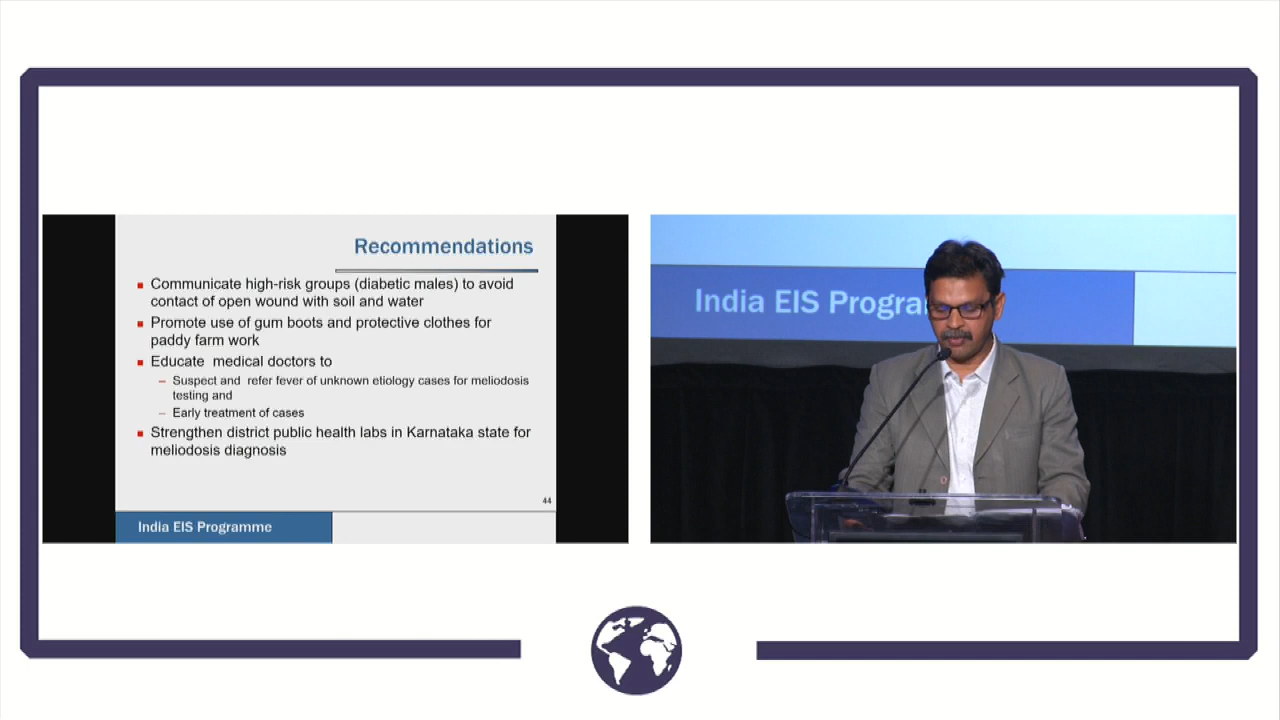 Recommendations
▪ Communicate high-risk groups (diabetic males) to avoid
contact of open wound with soil and water
▪ Promote use of gum boots and protective clothes for
paddy farm work
▪ Educate medical doctors to
– Suspect and refer fever of unknown etiology cases for meliodosis
testing and
– Early treatment of cases
▪ Strengthen district public health labs in Karnataka state for
meliodosis diagnosis
44
India EIS Programme
India EIS Progra